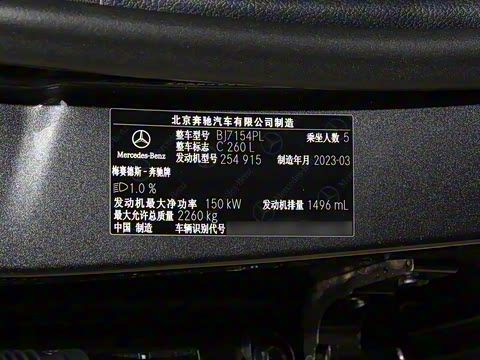 北京奔驰汽车有限公司制造
整车型号 BJ7154PL 乘坐人数 5
整车标志 C 260 L
Mercedes-Benz
发动机型号 254 915 制造年月 2023-03
梅赛德斯 - 奔驰牌
1.0 %
发动机最大净功率 150 kW 发动机排量 1496 mL
最大允许总质量 2260 kg
中国 制造 车辆识别代号